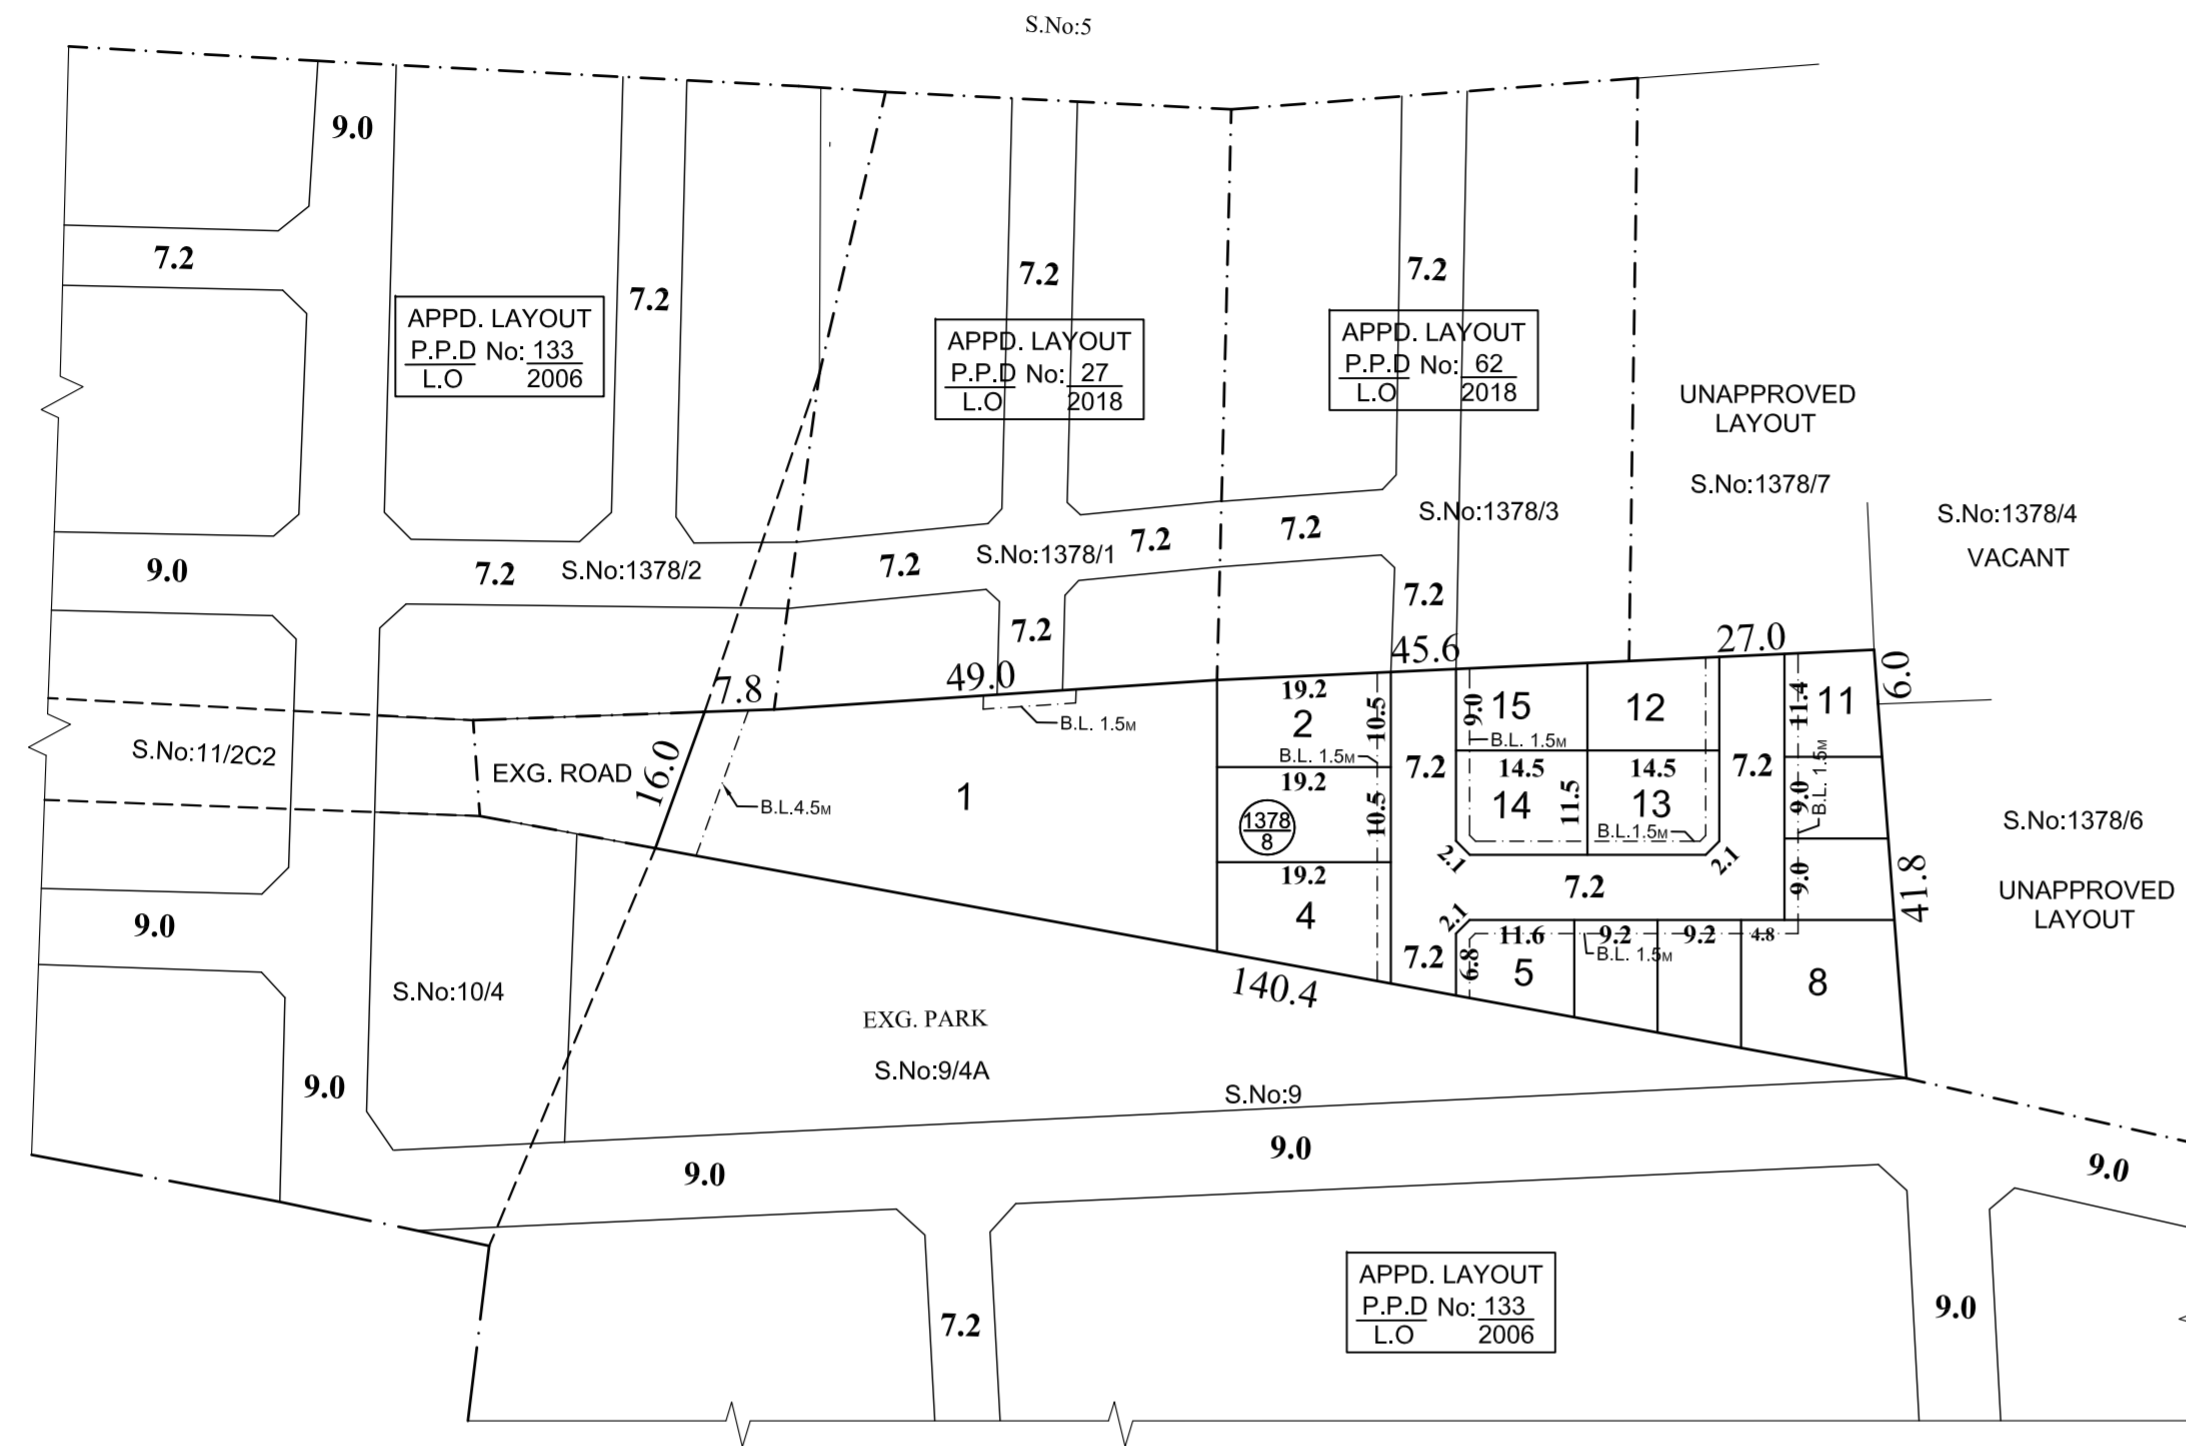 S.No:5
9.0
7.2
7.2
7.2
7.2
APPD. LAYOUT
P.P.D No: 133
L.O 2006
APPD. LAYOUT
P.P.D No: 27
L.O 2018
APPD. LAYOUT
P.P.D No: 62
L.O 2018
UNAPPROVED
LAYOUT
S.No:1378/7
S.No:1378/3
S.No:1378/4
VACANT
9.0
7.2
S.No:1378/2
7.2
S.No:1378/1
7.2
7.2
7.2
7.2
45.6
27.0
6.0
7.8
49.0
B.L. 1.5M
S.No:11/2C2
EXG. ROAD
16.0
B.L.4.5M
1
19.2
2
10.5
B.L. 1.5M
19.2
10.5
1378
8
19.2
4
7.2
9.0
15
B.L. 1.5M
12
14.5
14
11.5
14.5
13
B.L.1.5M
2.1
2.1
7.2
11.4
11
B.L. 1.5M
9.0
9.0
7.2
S.No:1378/6
41.8
UNAPPROVED
LAYOUT
2.1
7.2
6.8
11.6
5
9.2
9.2
4.8
B.L. 1.5M
8
140.4
9.0
S.No:10/4
EXG. PARK
S.No:9/4A
S.No:9
9.0
9.0
9.0
9.0
APPD. LAYOUT
P.P.D No: 133
L.O 2006
7.2
9.0